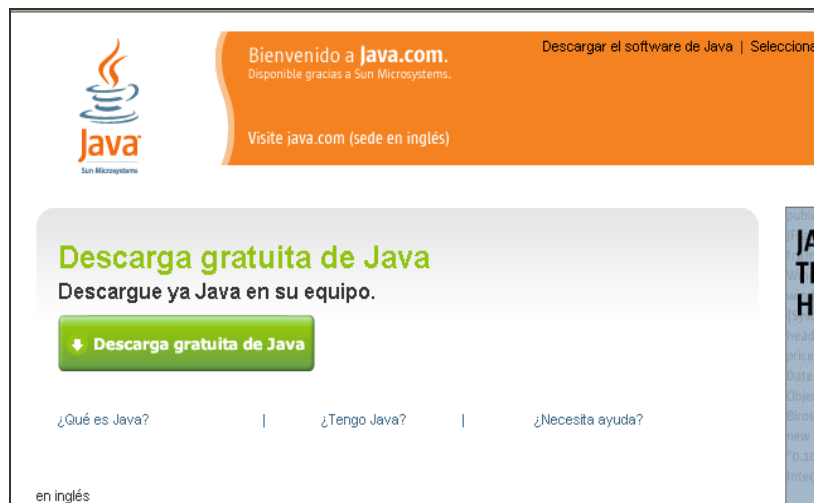 Bienvenido a Java.com.
Disponible gracias a Sun Microsystems.
Descargar el software de Java |
Visite java.com (sede en inglés)
Java
Sun Microsystems
Descarga gratuita de Java
Descargue ya Java en su equipo.
Descarga gratuita de Java
¿Qué es Java? | ¿Tengo Java? | ¿Necesita ayuda?
en inglés